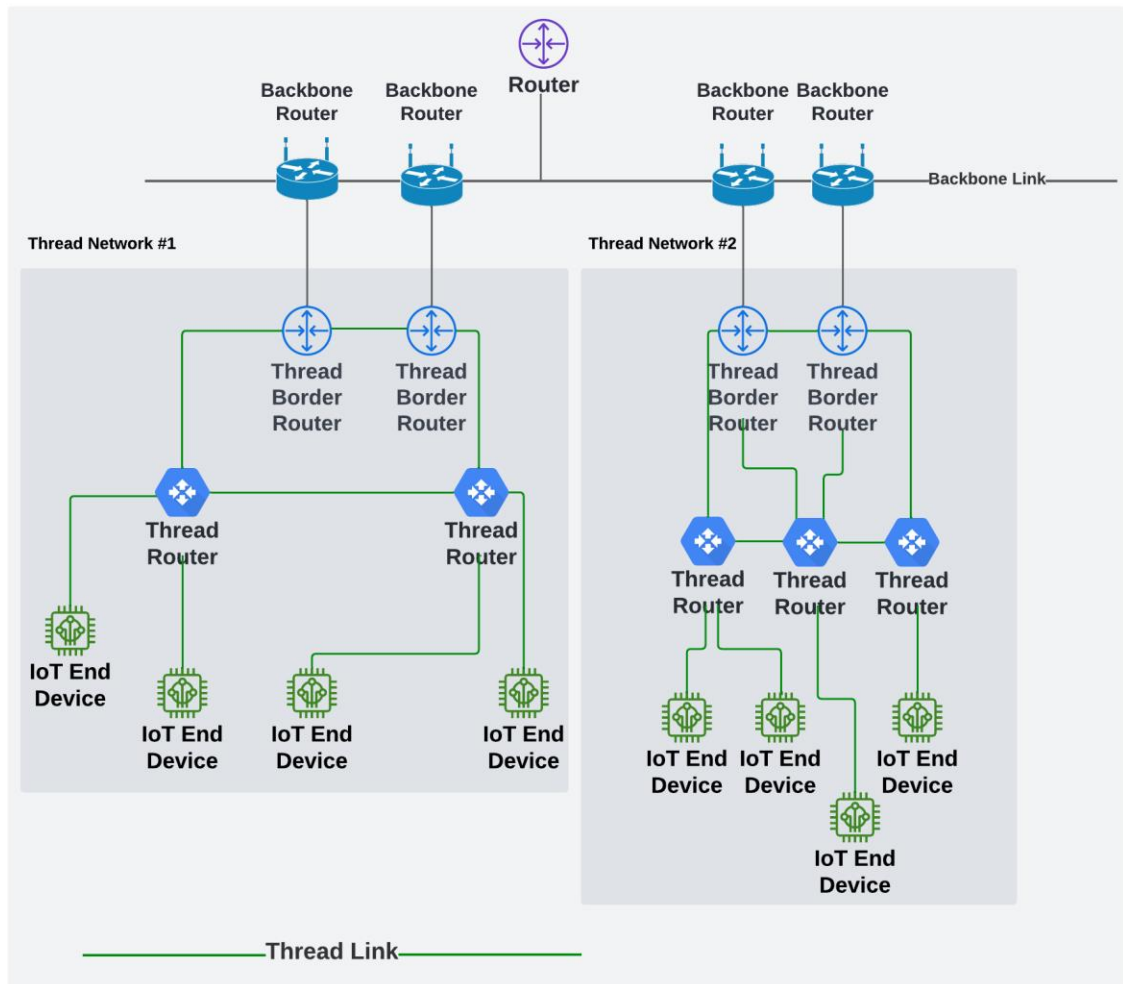 Router
Backbone
Router
Backbone
Router
Backbone
Router
Backbone
Router
Backbone Link
Thread Network #1
Thread Network #2
Thread
Border
Router
Thread
Border
Router
Thread
Border
Router
Thread
Border
Router
Thread
Router
Thread
Router
Thread
Router
Thread
Router
Thread
Router
IoT End
Device
IoT End
Device
IoT End
Device
IoT End
Device
IoT End
Device
IoT End
Device
IoT End
Device
IoT End
Device
Thread Link